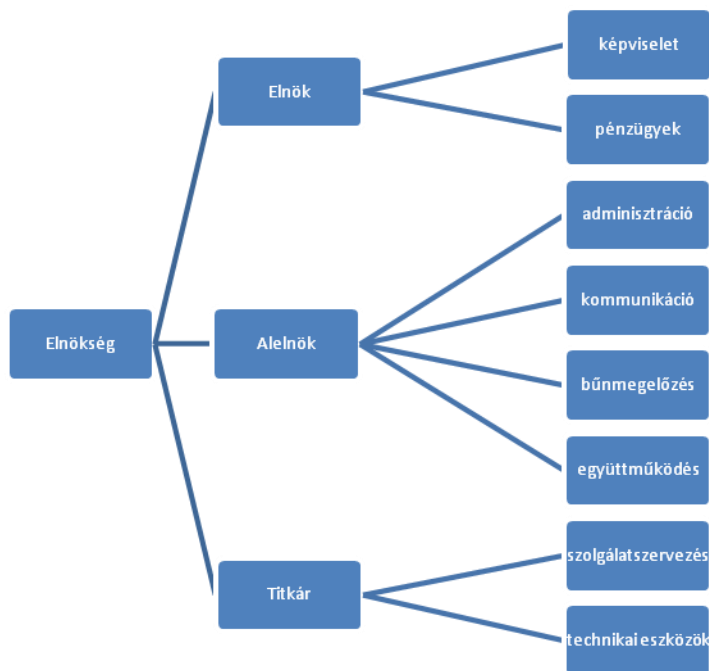 Elnökség
Elnök
képviselet
pénzügyek
Alelnök
adminisztráció
kommunikáció
bűnmegelőzés
együttműködés
Titkár
szolgálatszervezés
technikai eszközök